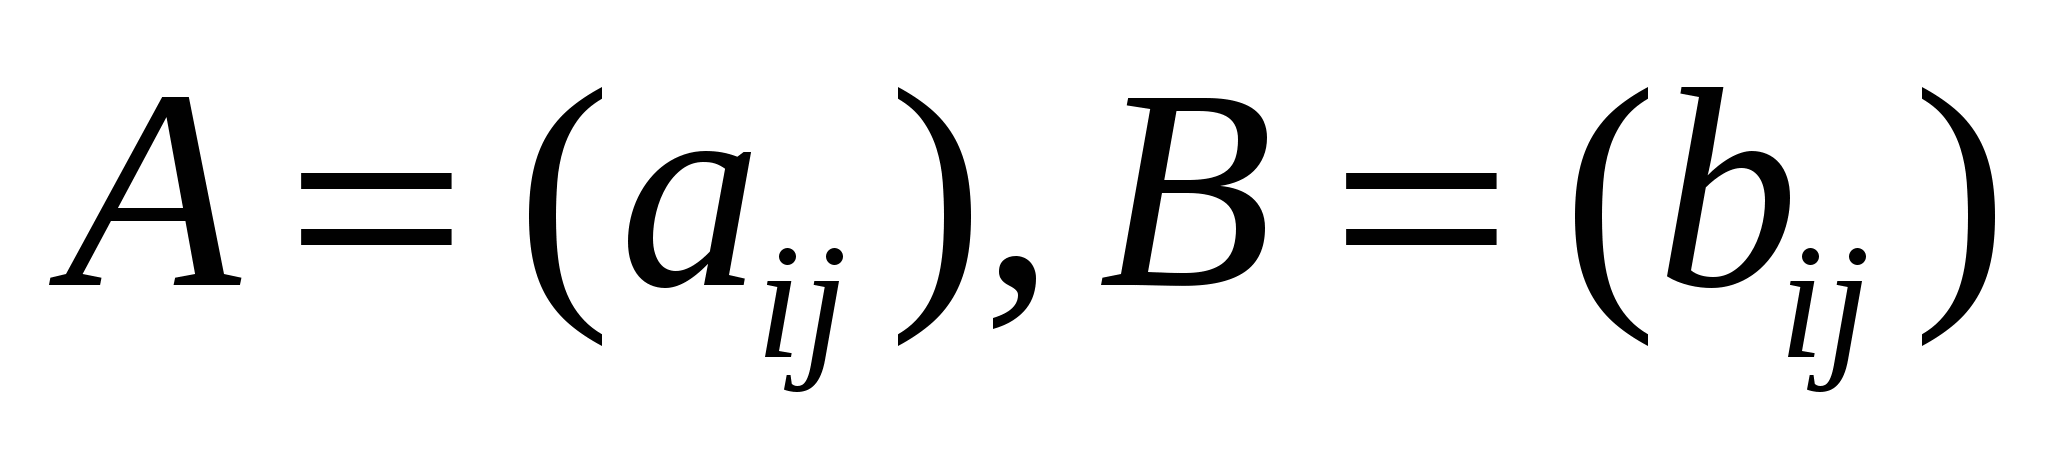 A = (a_{ij}), B = (b_{ij})